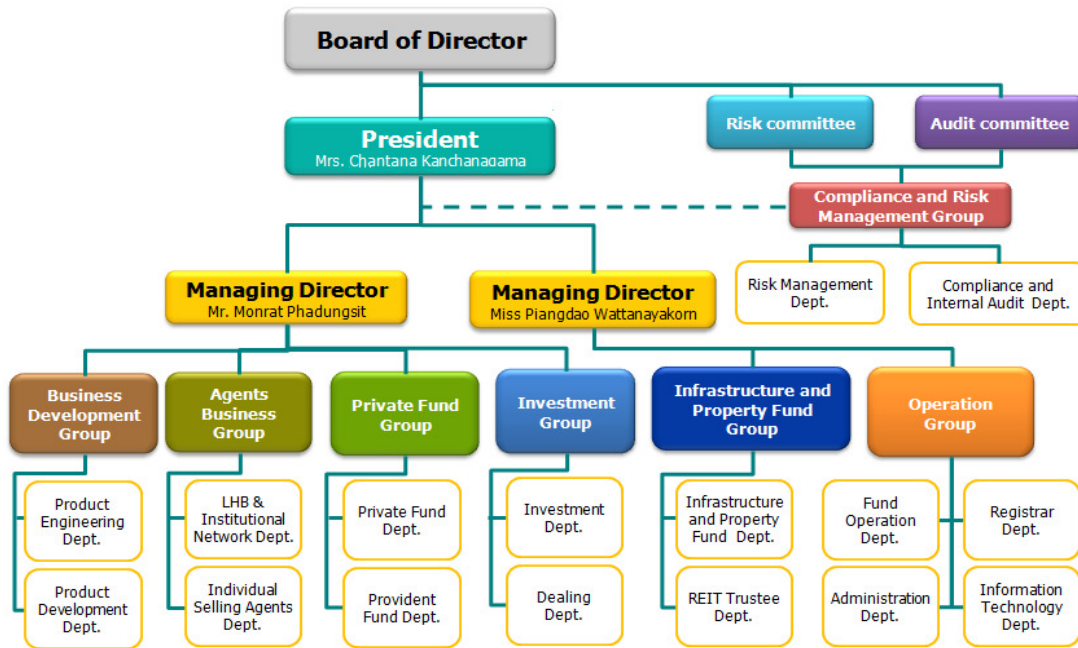 Board of Director
President
Mrs. Chantana Kanchanagama
Risk committee
Audit committee
Compliance and Risk
Management Group
Risk Management
Dept.
Compliance and
Internal Audit Dept.
Managing Director
Mr. Monrat Phadungsit
Managing Director
Miss Piangdao Wattanayakorn
Business
Development
Group
Agents
Business
Group
Private Fund
Group
Investment
Group
Infrastructure and
Property Fund
Group
Operation
Group
Product
Engineering
Dept.
LHB &
Institutional
Network Dept.
Private Fund
Dept.
Investment
Dept.
Infrastructure
and Property
Fund Dept.
Fund
Operation
Dept.
Registrar
Dept.
Product
Development
Dept.
Individual
Selling Agents
Dept.
Provident
Fund Dept.
Dealing
Dept.
REIT Trustee
Dept.
Administration
Dept.
Information
Technology
Dept.